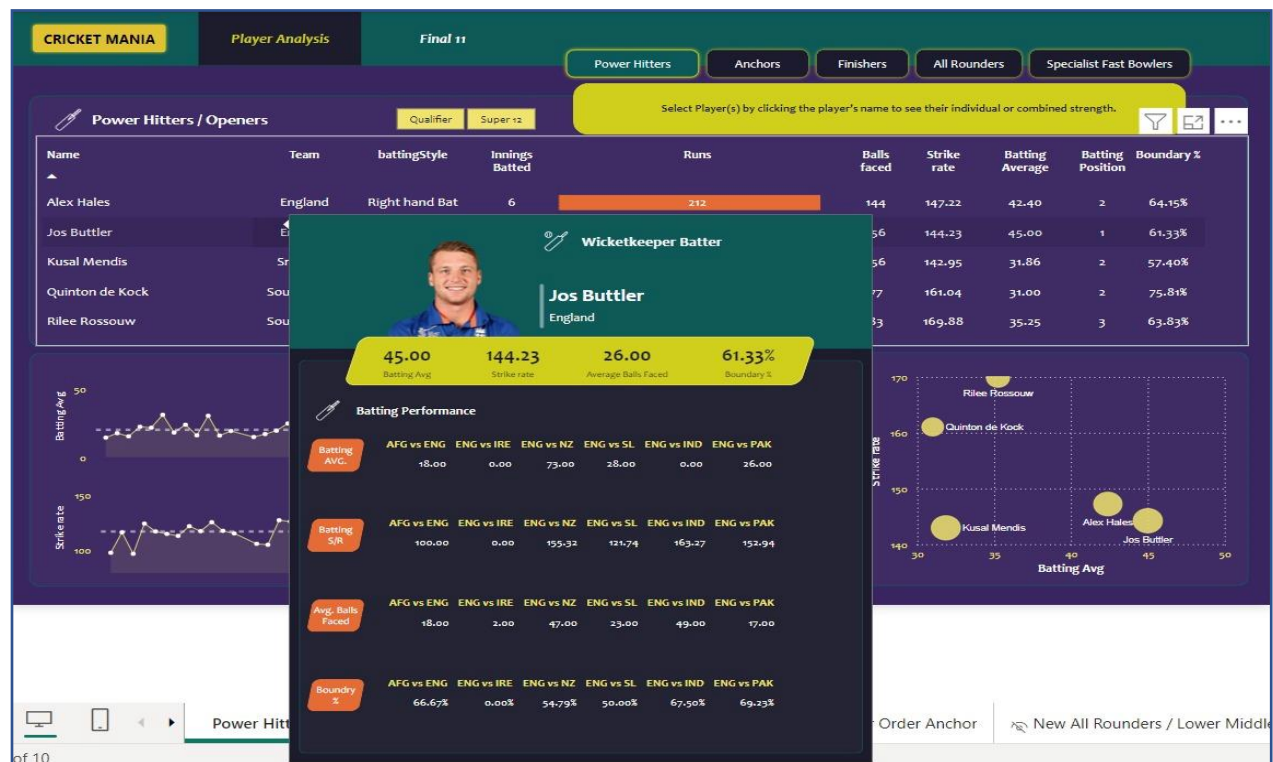 CRICKET MANIA
Player Analysis
Final 11
Power Hitters
Anchors
Finishers
All Rounders
Specialist Fast Bowlers
Select Player(s) by clicking the player's name to see their individual or combined strength.
Power Hitters / Openers
Qualifier
Super 12
Name Team battingStyle Innings Batted Runs Balls faced Strike rate Batting Average Batting Position Boundary %
Alex Hales England Right hand Bat 6 212 144 147.22 42.40 2 64.15%
Jos Buttler 56 144.23 45.00 1 61.33%
Kusal Mendis 56 142.95 31.86 2 57.40%
Quinton de Kock Sou 161.04 31.00 2 75.81%
Rilee Rossouw Sou 169.88 35.25 3 63.83%
Wicketkeeper Batter
Jos Buttler
England
45.00 144.23 26.00 61.33%
Batting Avg Strike rate Average Balls Faced Boundary %
Batting Performance
Batting AVG.
AFG vs ENG ENG vs IRE ENG vs NZ ENG vs SL ENG vs IND ENG vs PAK
18.00 0.00 73.00 28.00 0.00 26.00
Batting S/R
AFG vs ENG ENG vs IRE ENG vs NZ ENG vs SL ENG vs IND ENG vs PAK
100.00 0.00 155.32 121.74 163.27 152.94
Avg. Balls Faced
AFG vs ENG ENG vs IRE ENG vs NZ ENG vs SL ENG vs IND ENG vs PAK
18.00 2.00 47.00 23.00 49.00 17.00
Boundry %
AFG vs ENG ENG vs IRE ENG vs NZ ENG vs SL ENG vs IND ENG vs PAK
66.67% 0.00% 54.79% 50.00% 67.50% 69.23%
Batting Avg
50
0
Strike rate
150
100
Strike rate
170
160
150
140
Rilee Rossouw
Quinton de Kock
Kusal Mendis
Alex Hales
Jos Buttler
30 35 40 45 50
Batting Avg
Power Hitt
Order Anchor
New All Rounders / Lower Middle
of 10